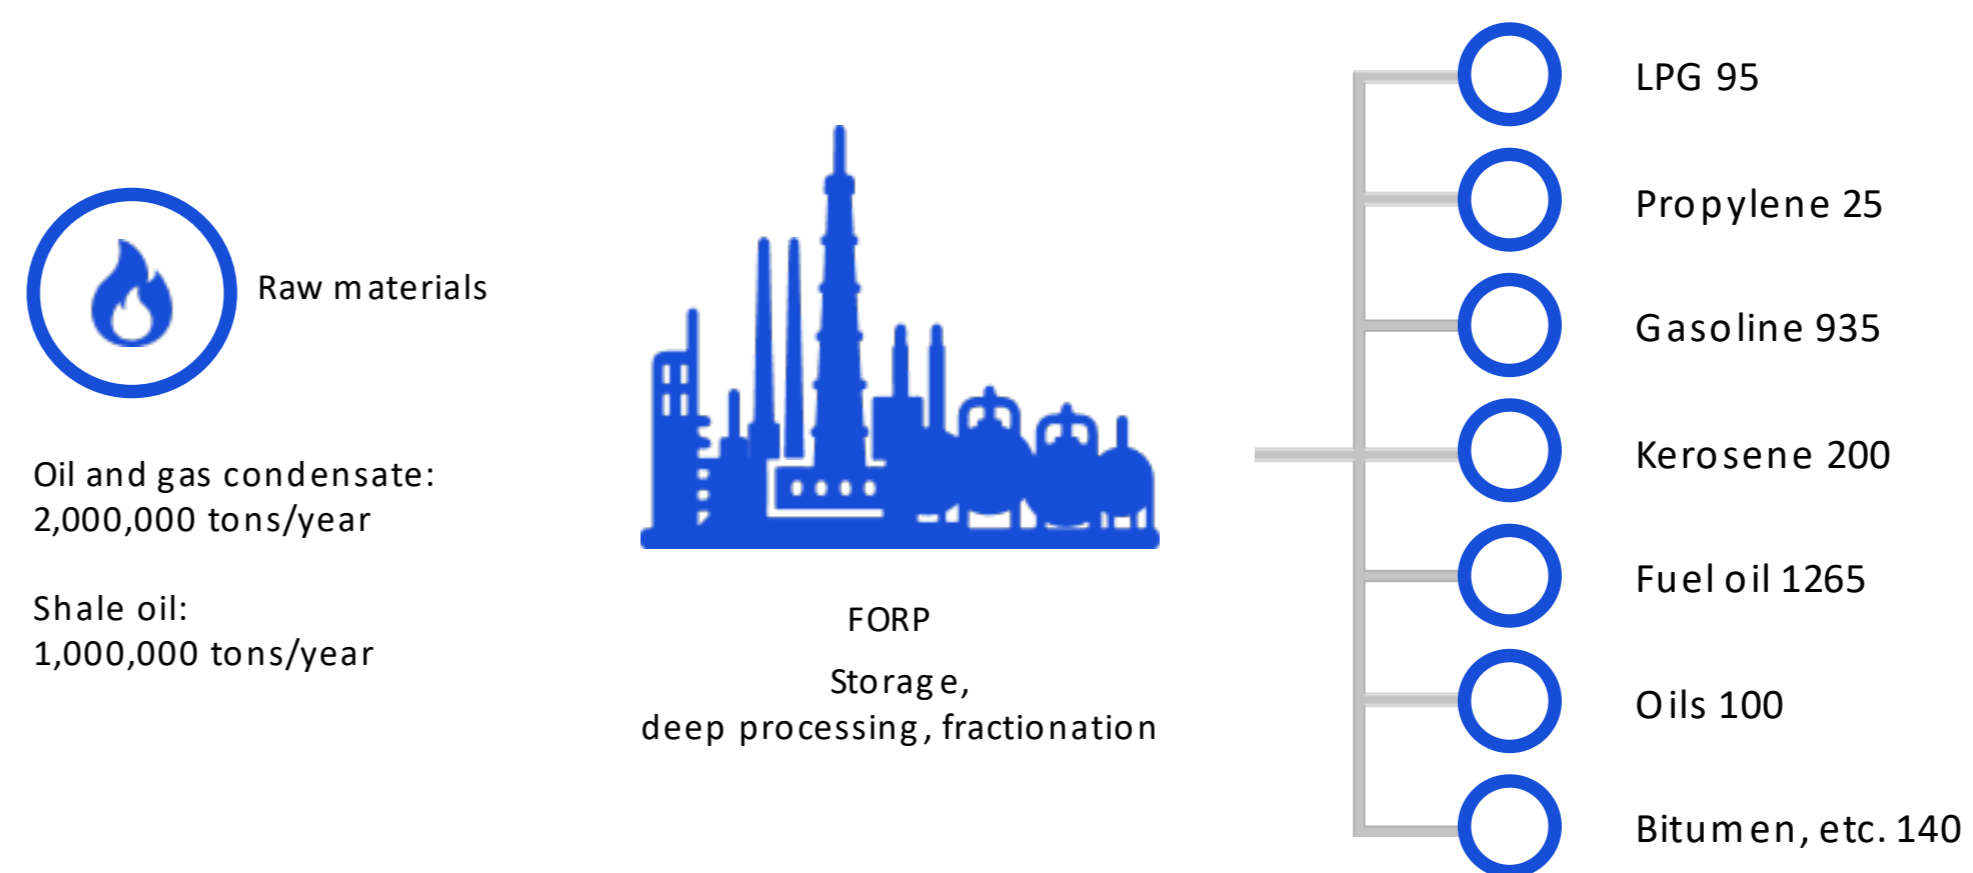 Raw materials
Oil and gas condensate:
2,000,000 tons/year
Shale oil:
1,000,000 tons/year
FORP
Storage,
deep processing, fractionation
LPG 95
Propylene 25
Gasoline 935
Kerosene 200
Fuel oil 1265
Oils 100
Bitumen, etc. 140